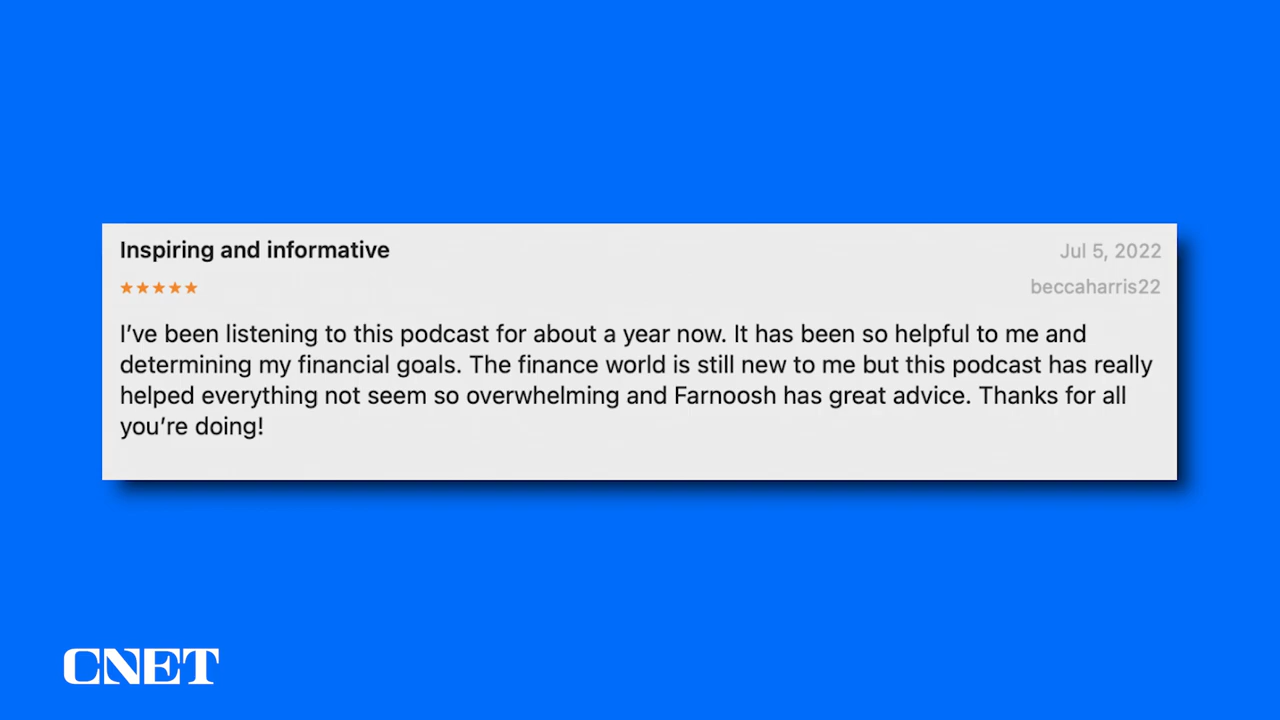 Inspiring and informative
Jul 5, 2022
★★★★★
beccaharris22
I’ve been listening to this podcast for about a year now. It has been so helpful to me and
determining my financial goals. The finance world is still new to me but this podcast has really
helped everything not seem so overwhelming and Farnoosh has great advice. Thanks for all
you’re doing!
CNET